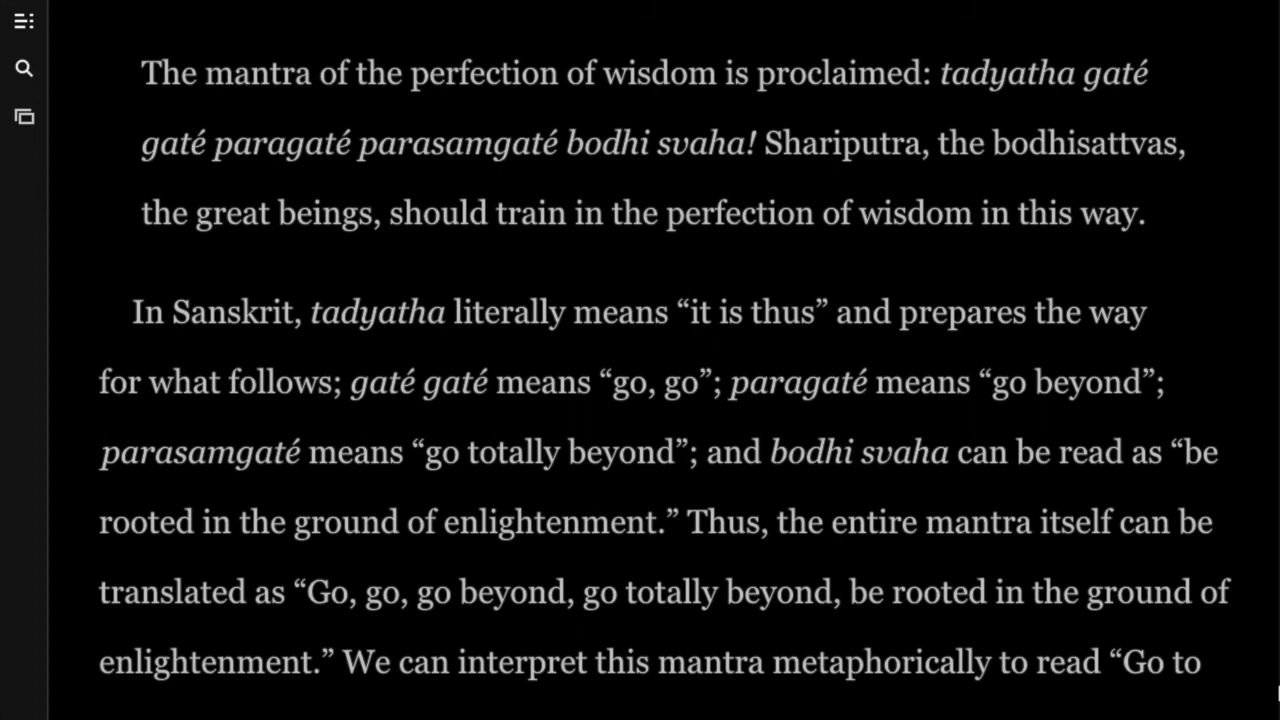 The mantra of the perfection of wisdom is proclaimed: tadyatha gaté
gaté paragaté parasamgaté bodhi svaha! Shariputra, the bodhisattvas,
the great beings, should train in the perfection of wisdom in this way.
In Sanskrit, tadyatha literally means “it is thus” and prepares the way
for what follows; gaté gaté means “go, go”; paragaté means “go beyond”;
parasamgaté means “go totally beyond”; and bodhi svaha can be read as “be
rooted in the ground of enlightenment.” Thus, the entire mantra itself can be
translated as “Go, go, go beyond, go totally beyond, be rooted in the ground of
enlightenment.” We can interpret this mantra metaphorically to read “Go to